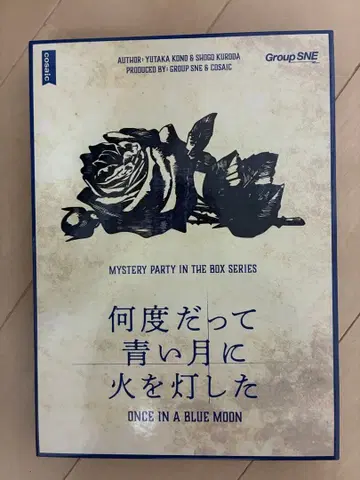 cosaic
AUTHOR: YUTAKA KONO & SHOGO KURODA
PRODUCED BY: GROUP SNE & COSAIC
Group SNE
MYSTERY PARTY IN THE BOX SERIES
何度だって
青い月に
火を灯した
ONCE IN A BLUE MOON